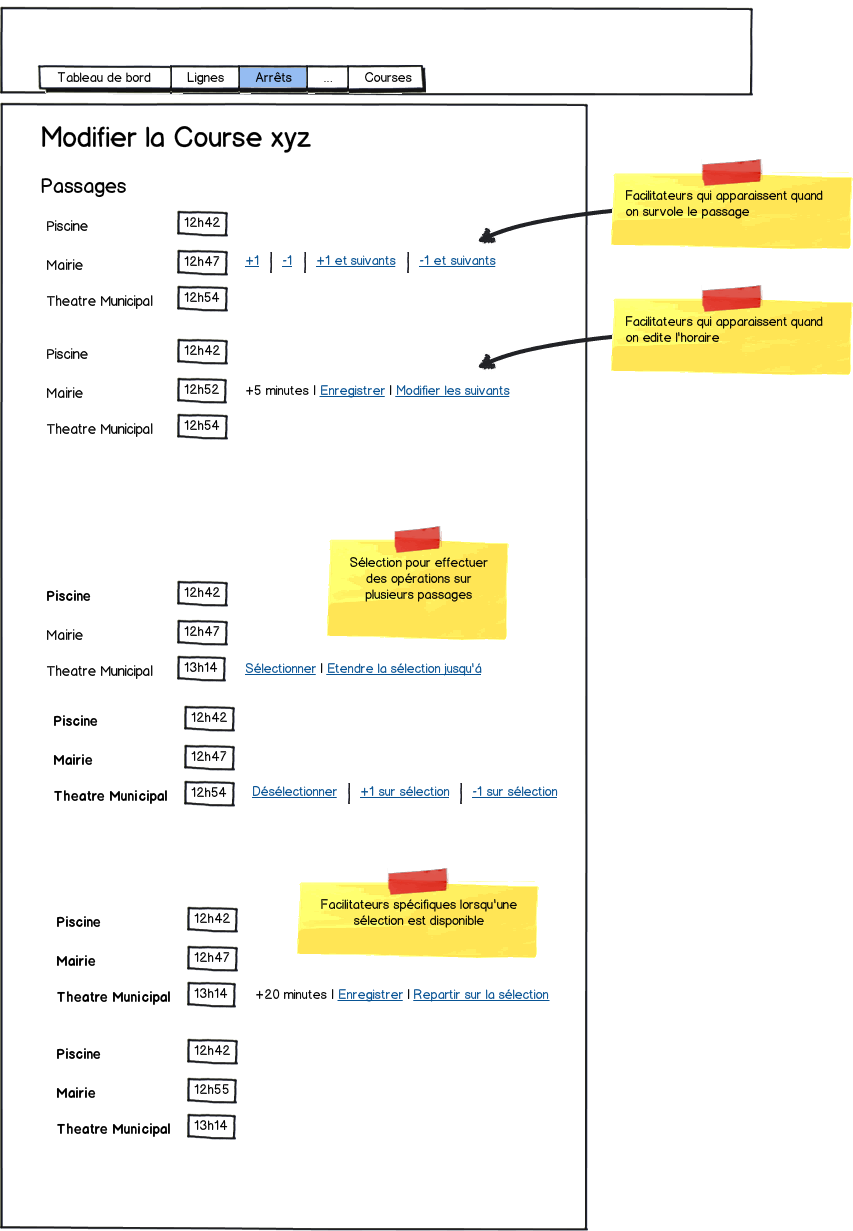 Tableau de bord Lignes Arrêts ... Courses
Modifier la Course xyz
Passages
Piscine 12h42
Mairie 12h47 +1 | -1 | +1 et suivants | -1 et suivants
Theatre Municipal 12h54
Facilitateurs qui apparaissent quand
on survole le passage
Piscine 12h42
Mairie 12h52 +5 minutes | Enregistrer | Modifier les suivants
Theatre Municipal 12h54
Facilitateurs qui apparaissent quand
on edite l'horaire
Sélection pour effectuer
des opérations sur
plusieurs passages
Piscine 12h42
Mairie 12h47
Theatre Municipal 13h14 Sélectionner | Etendre la sélection jusqu'á
Piscine 12h42
Mairie 12h47
Theatre Municipal 12h54 Désélectionner | +1 sur sélection | -1 sur sélection
Facilitateurs spécifiques lorsqu'une
sélection est disponible
Piscine 12h42
Mairie 12h47
Theatre Municipal 13h14 +20 minutes | Enregistrer | Repartir sur la sélection
Piscine 12h42
Mairie 12h55
Theatre Municipal 13h14